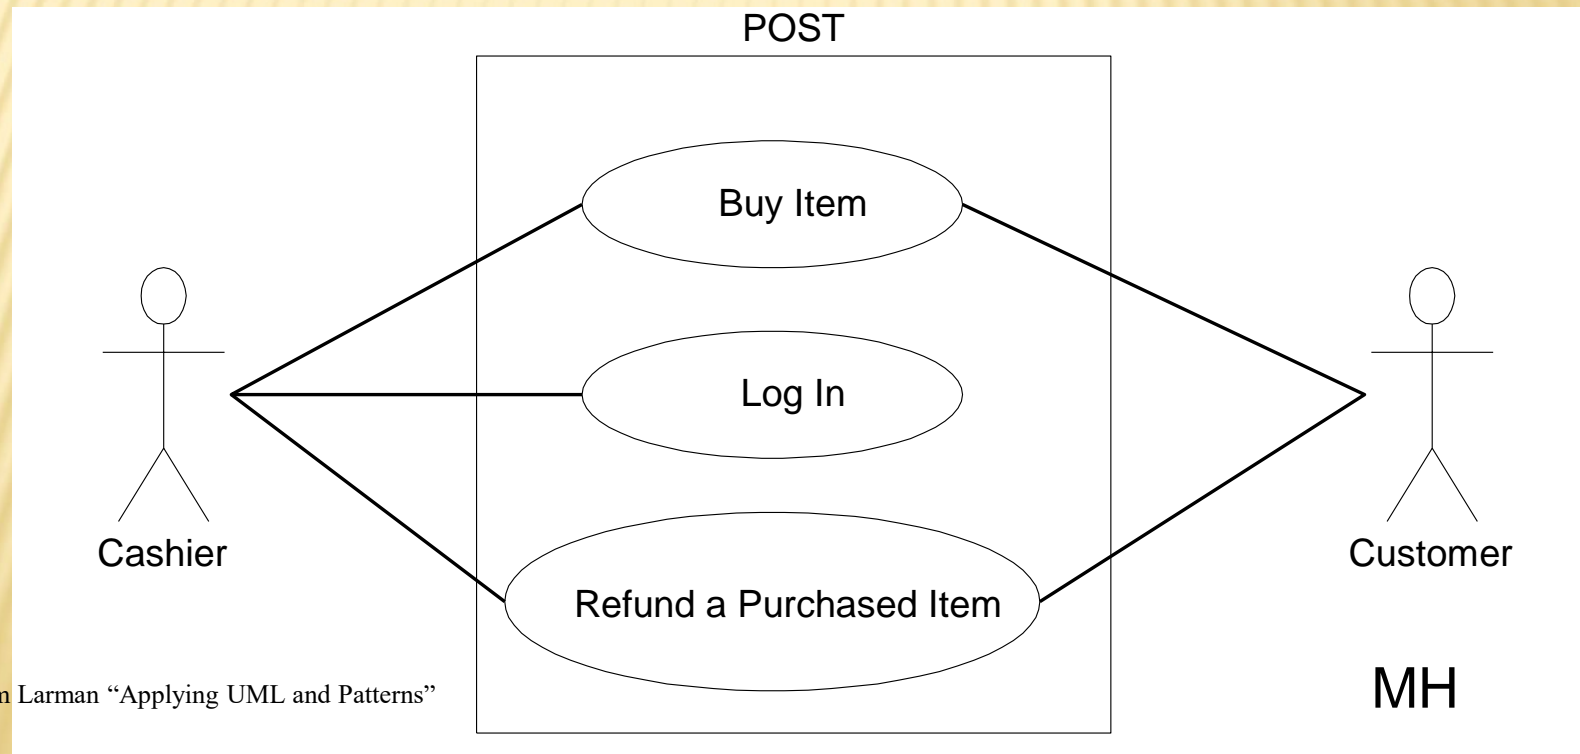 POST
Buy Item
Log In
Cashier
Customer
Refund a Purchased Item
Larman “Applying UML and Patterns”
MH